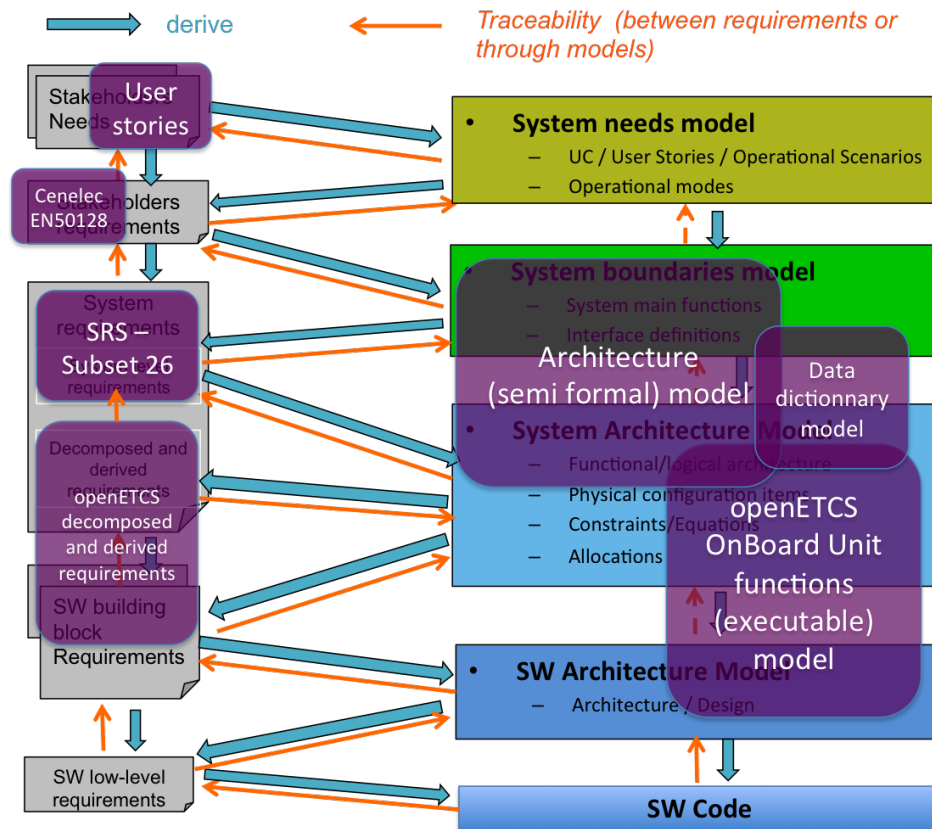 derive
Traceability (between requirements or
through models)
Stakeholders
Needs
User
stories
Cenelec
EN50128
Stakeholders
requirements
System
requirements
SRS –
Subset 26
requirements
Decomposed and
derived
requirements
openETCS
decomposed
and derived
requirements
SW building
block
Requirements
SW low-level
requirements
• System needs model
– UC / User Stories / Operational Scenarios
– Operational modes
• System boundaries model
– System main functions
– Interface definitions
Architecture
(semi formal) model
Data
dictionnary
model
• System Architecture Model
– Functional/logical architecture
– Physical configuration items
– Constraints/Equations
– Allocations
openETCS
OnBoard Unit
functions
(executable)
model
• SW Architecture Model
– Architecture / Design
SW Code